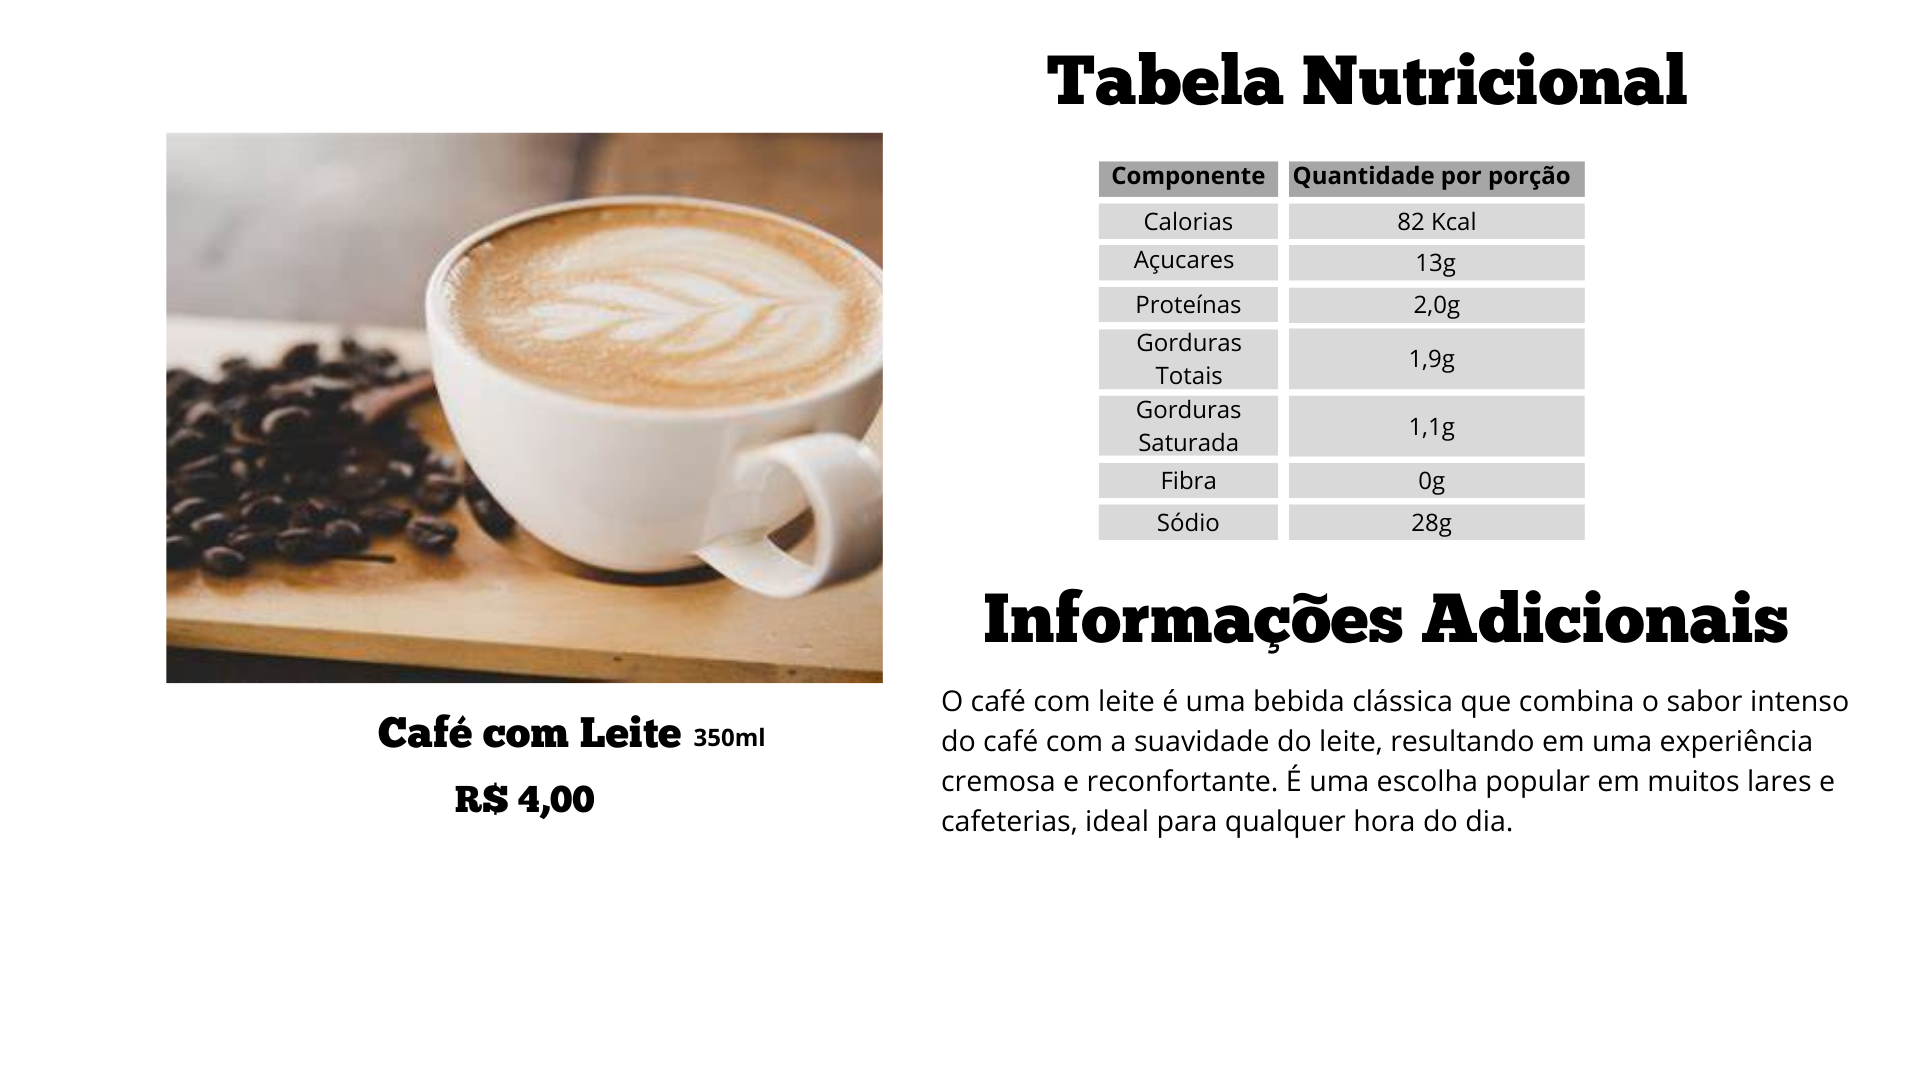 Café com Leite 350ml
R$ 4,00
Tabela Nutricional
Componente Quantidade por porção
Calorias 82 Kcal
Açucares 13g
Proteínas 2,0g
Gorduras
Totais 1,9g
Gorduras
Saturada 1,1g
Fibra 0g
Sódio 28g
Informações Adicionais
O café com leite é uma bebida clássica que combina o sabor intenso
do café com a suavidade do leite, resultando em uma experiência
cremosa e reconfortante. É uma escolha popular em muitos lares e
cafeterias, ideal para qualquer hora do dia.